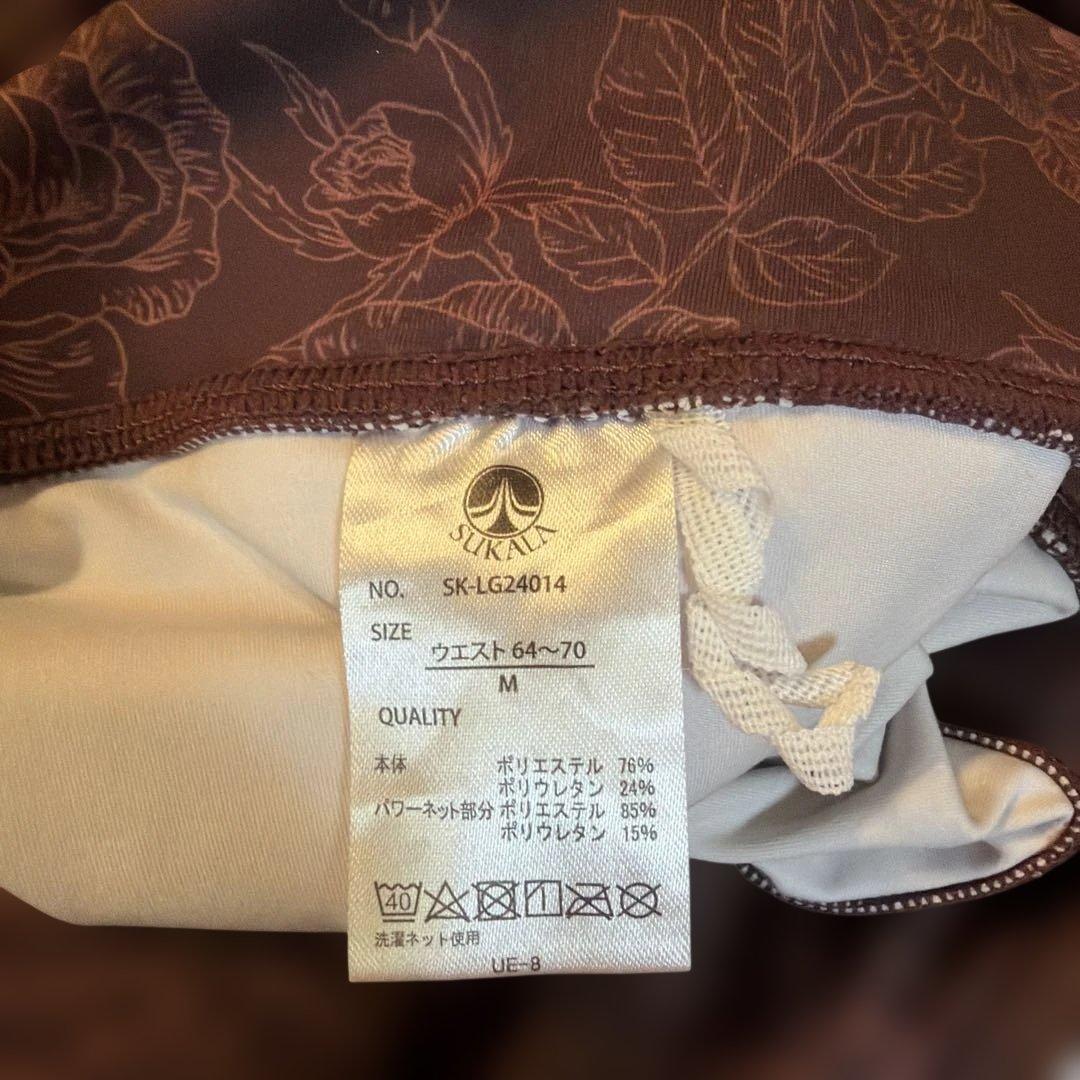 SUKALA
NO. SK-LG24014
SIZE ウエスト 64〜70
M
QUALITY
本体 ポリエステル 76%
ポリウレタン 24%
パワーネット部分 ポリエステル 85%
ポリウレタン 15%
40
洗濯ネット使用
UE-8